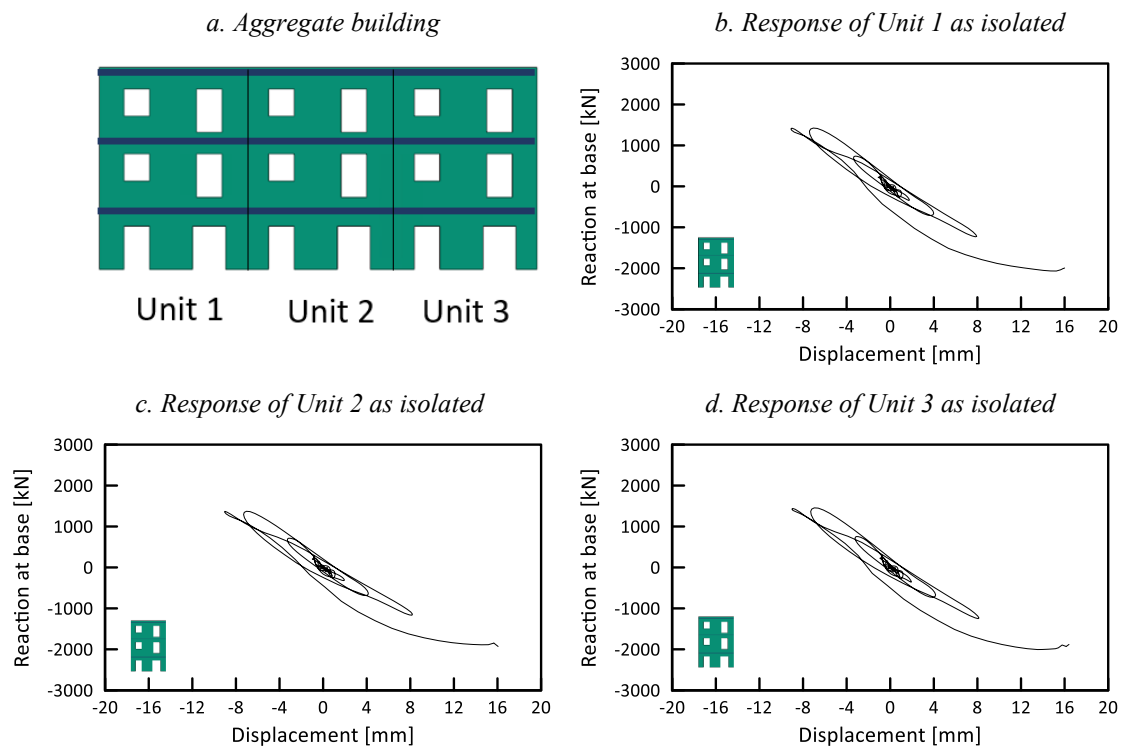 a. Aggregate building
Unit 1
Unit 2
Unit 3
b. Response of Unit 1 as isolated
3000
2000
1000
0
-1000
-2000
-3000
Reaction at base [kN]
-20 -16 -12 -8 -4 0 4 8 12 16 20
Displacement [mm]
c. Response of Unit 2 as isolated
3000
2000
1000
0
-1000
-2000
-3000
Reaction at base [kN]
-20 -16 -12 -8 -4 0 4 8 12 16 20
Displacement [mm]
d. Response of Unit 3 as isolated
3000
2000
1000
0
-1000
-2000
-3000
Reaction at base [kN]
-20 -16 -12 -8 -4 0 4 8 12 16 20
Displacement [mm]